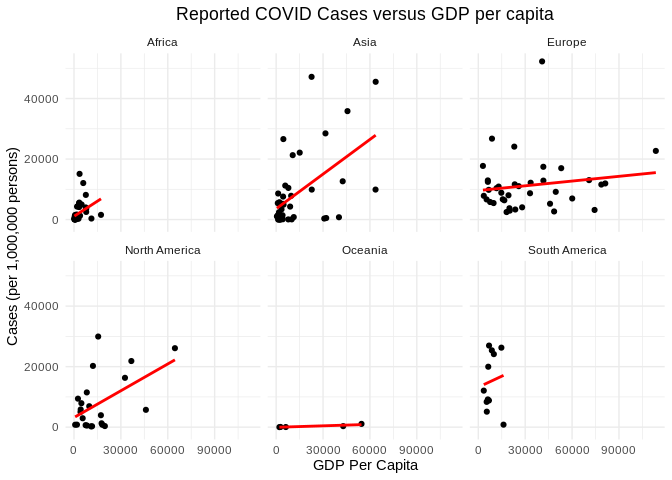 Reported COVID Cases versus GDP per capita
Africa
Asia
Europe
40000
20000
0
North America
Oceania
South America
40000
20000
0
0 30000 60000 90000
0 30000 60000 90000
0 30000 60000 90000
GDP Per Capita
Cases (per 1,000,000 persons)